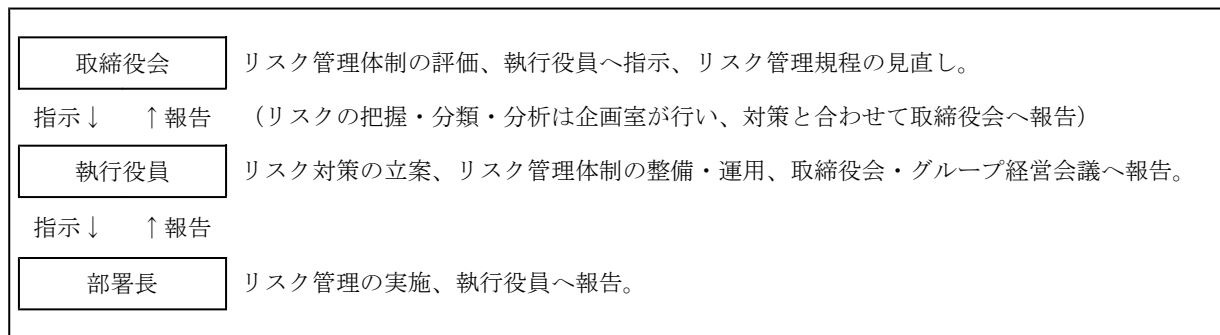 取締役会 リスク管理体制の評価、執行役員へ指示、リスク管理規程の見直し。
指示↓ ↑報告 （リスクの把握・分類・分析は企画室が行い、対策と合わせて取締役会へ報告）
執行役員 リスク対策の立案、リスク管理体制の整備・運用、取締役会・グループ経営会議へ報告。
指示↓ ↑報告
部署長 リスク管理の実施、執行役員へ報告。